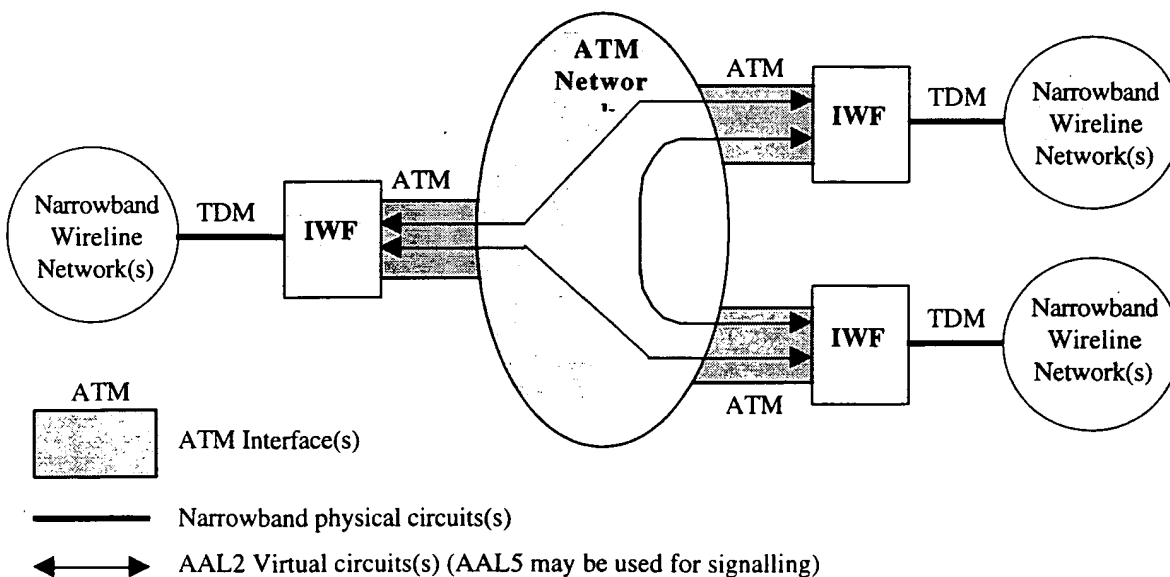 ATM
Networ
ATM
IWF
TDM
Narrowband
Wireline
Network(s)
Narrowband
Wireline
Network(s)
TDM
IWF
ATM
ATM
IWF
TDM
Narrowband
Wireline
Network(s)
ATM
ATM Interface(s)
Narrowband physical circuits(s)
AAL2 Virtual circuits(s) (AAL5 may be used for signalling)